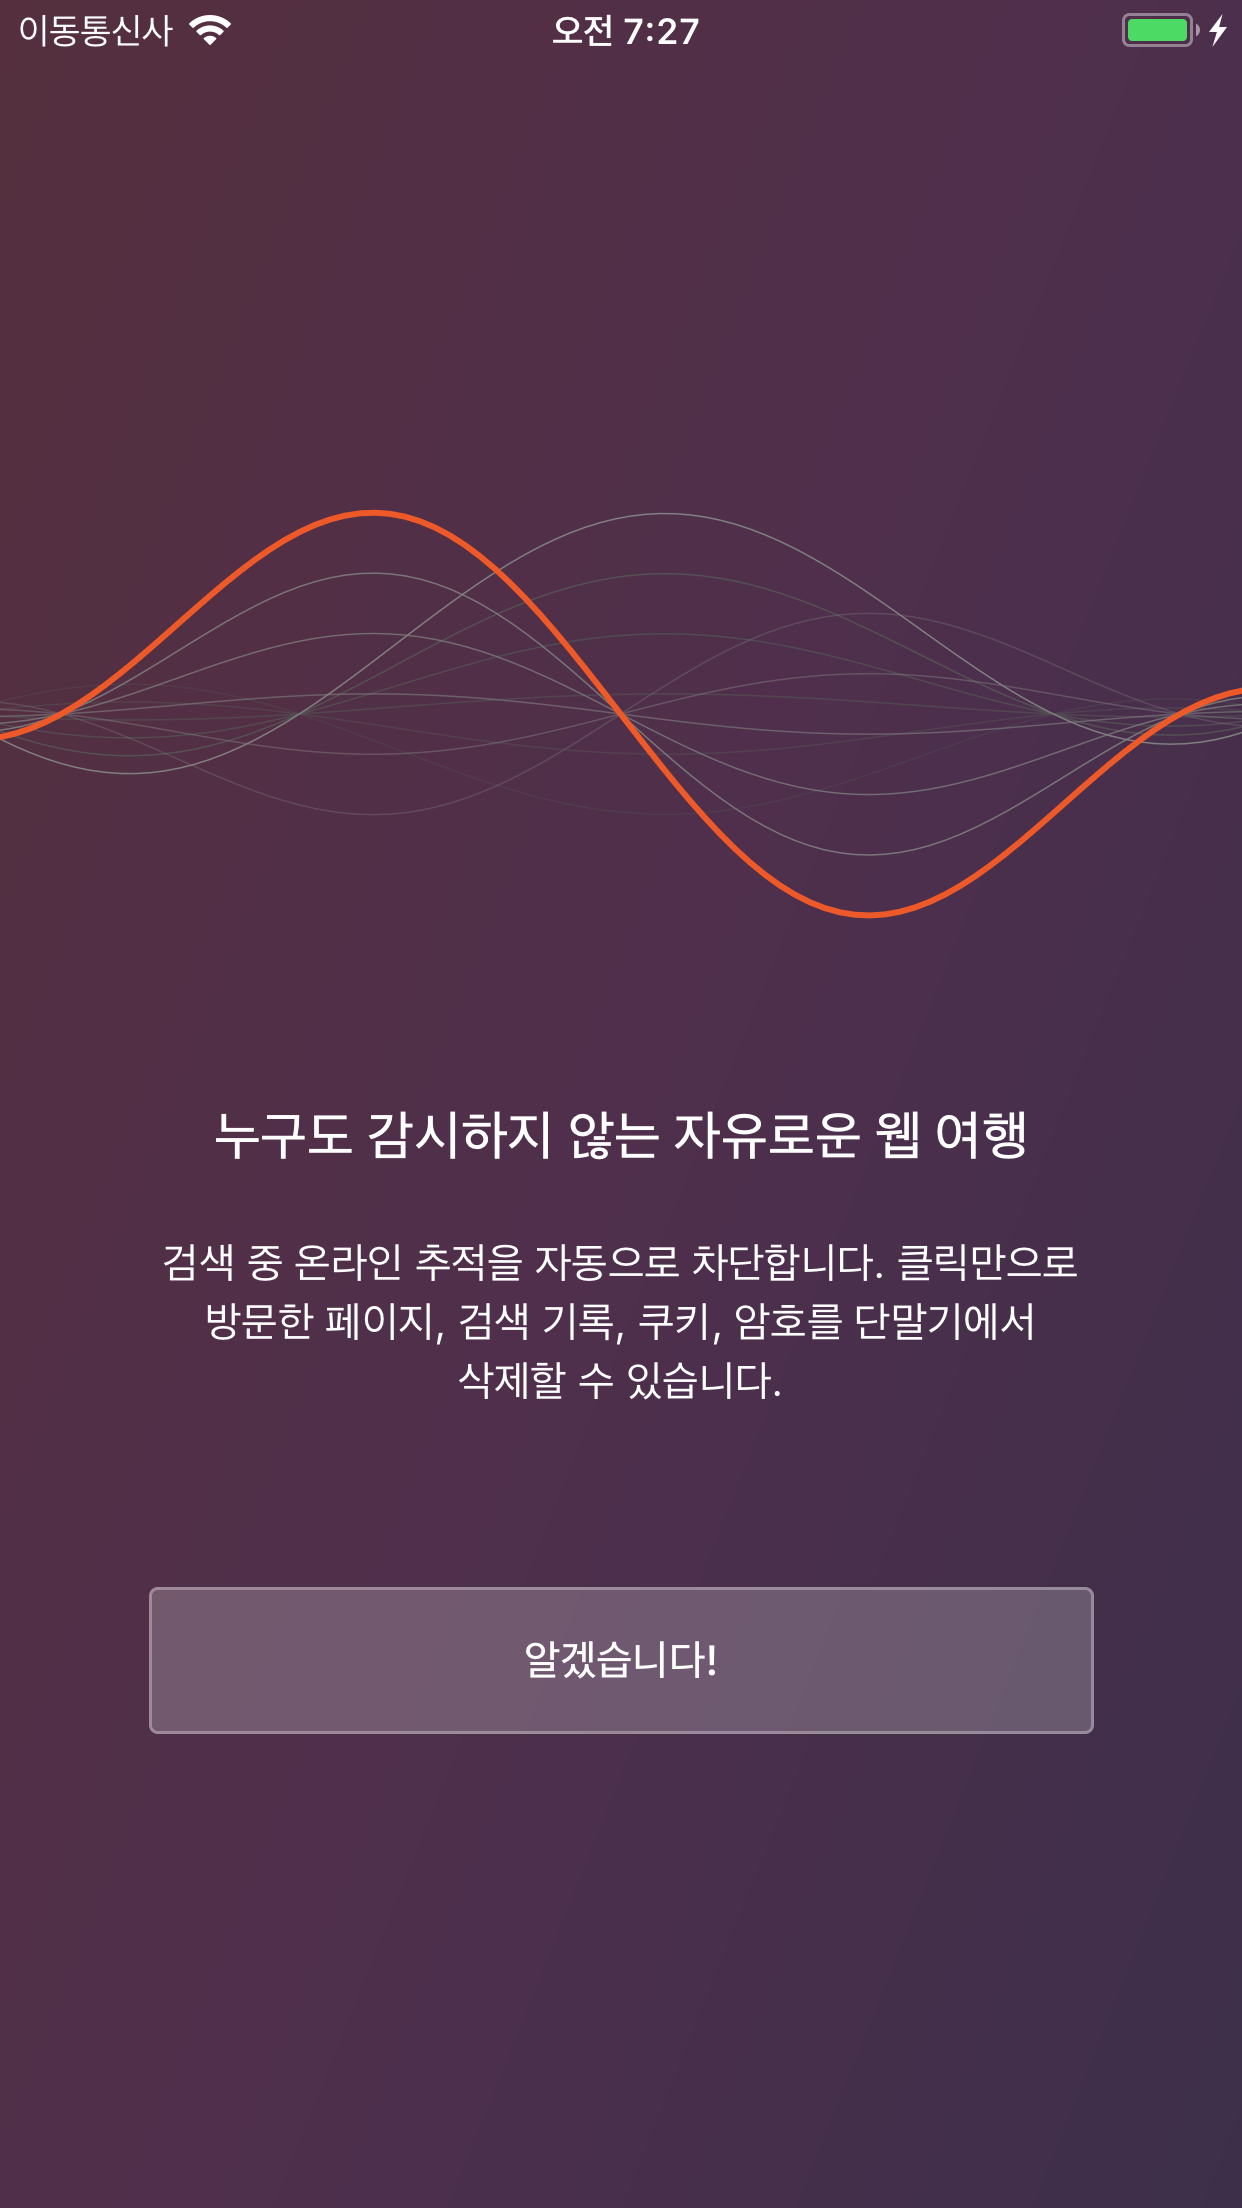 이동통신사 오전 7:27
누구도 감시하지 않는 자유로운 웹 여행
검색 중 온라인 추적을 자동으로 차단합니다. 클릭만으로
방문한 페이지, 검색 기록, 쿠키, 암호를 단말기에서
삭제할 수 있습니다.
알겠습니다!